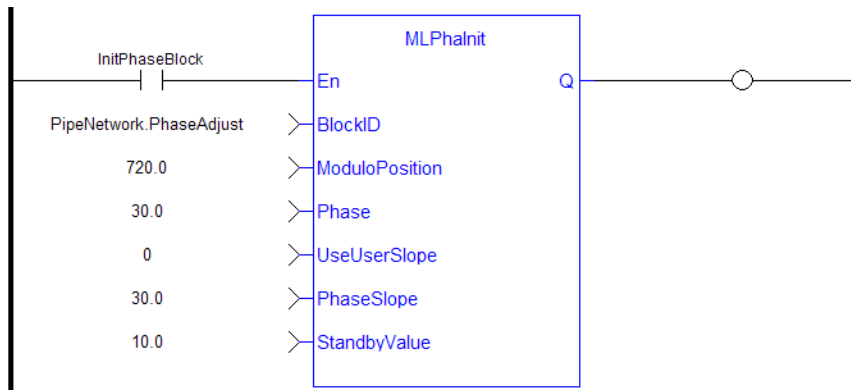 MLPhaInit
InitPhaseBlock
En Q
PipeNetwork.PhaseAdjust BlockID
720.0 ModuloPosition
30.0 Phase
0 UseUserSlope
30.0 PhaseSlope
10.0 StandbyValue